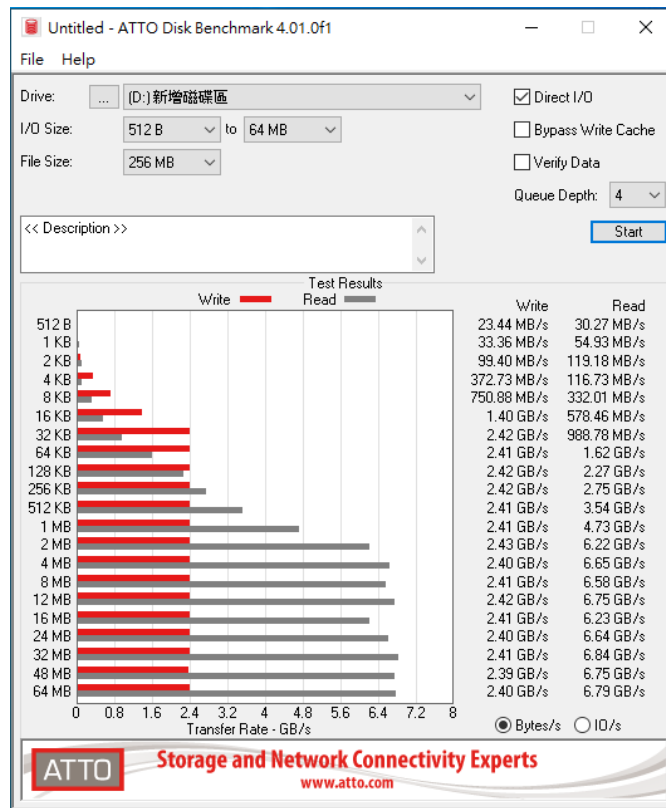 Untitled - ATTO Disk Benchmark 4.01.0f1
File Help
Drive: ... (D:)新增磁碟區
Direct I/O
I/O Size: 512 B to 64 MB
Bypass Write Cache
File Size: 256 MB
Verify Data
Queue Depth: 4
<< Description >>
Start
Test Results
Write Read Write Read
512 B 23.44 MB/s 30.27 MB/s
1 KB 33.36 MB/s 54.93 MB/s
2 KB 99.40 MB/s 119.18 MB/s
4 KB 372.73 MB/s 116.73 MB/s
8 KB 750.88 MB/s 332.01 MB/s
16 KB 1.40 GB/s 578.46 MB/s
32 KB 2.42 GB/s 988.78 MB/s
64 KB 2.41 GB/s 1.62 GB/s
128 KB 2.42 GB/s 2.27 GB/s
256 KB 2.42 GB/s 2.75 GB/s
512 KB 2.41 GB/s 3.54 GB/s
1 MB 2.41 GB/s 4.73 GB/s
2 MB 2.43 GB/s 6.22 GB/s
4 MB 2.40 GB/s 6.65 GB/s
8 MB 2.41 GB/s 6.58 GB/s
12 MB 2.42 GB/s 6.75 GB/s
16 MB 2.41 GB/s 6.23 GB/s
24 MB 2.40 GB/s 6.64 GB/s
32 MB 2.41 GB/s 6.84 GB/s
48 MB 2.39 GB/s 6.75 GB/s
64 MB 2.40 GB/s 6.79 GB/s
0 0.8 1.6 2.4 3.2 4 4.8 5.6 6.4 7.2 8
Transfer Rate - GB/s
Bytes/s IO/s
ATTO
Storage and Network Connectivity Experts
www.atto.com